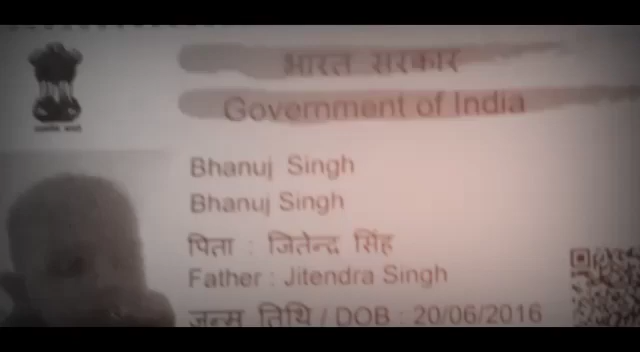 भारत सरकार
Government of India
Bhanuj Singh
Bhanuj Singh
पिता : जितेन्द्र सिंह
Father : Jitendra Singh
जन्म तिथि / DOB : 20/06/2016